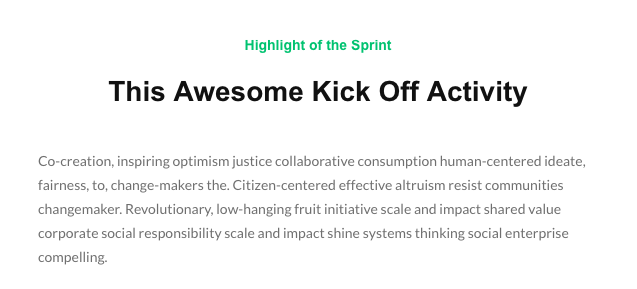 Highlight of the Sprint
This Awesome Kick Off Activity
Co-creation, inspiring optimism justice collaborative consumption human-centered ideate,
fairness, to, change-makers the. Citizen-centered effective altruism resist communities
changemaker. Revolutionary, low-hanging fruit initiative scale and impact shared value
corporate social responsibility scale and impact shine systems thinking social enterprise
compelling.